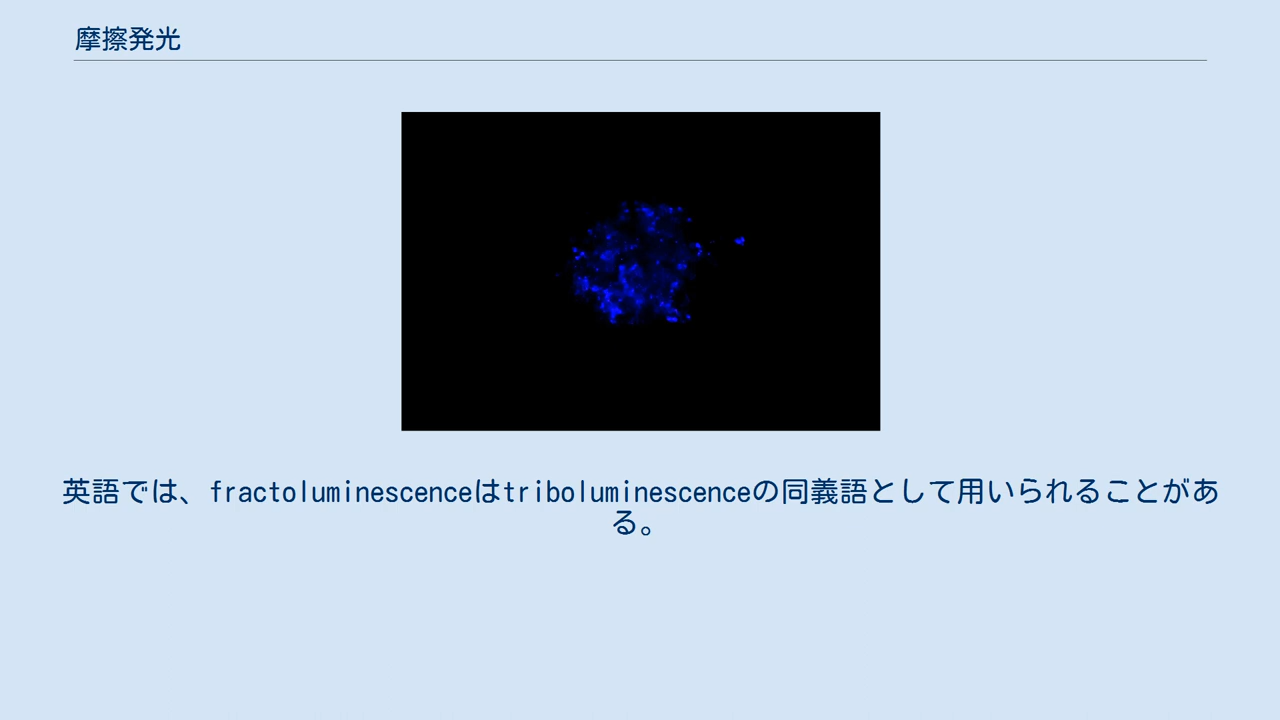 摩擦発光
英語では、fractoluminescenceはtriboluminescenceの同義語として用いられることがあ
る。